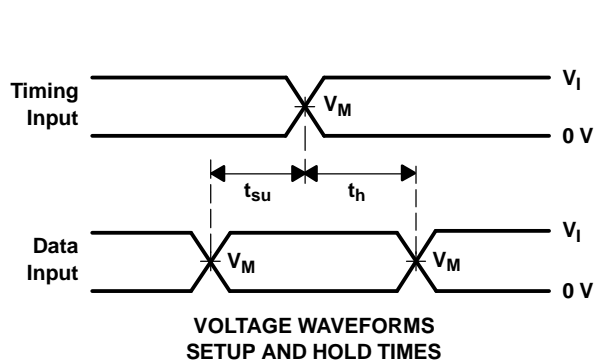 Timing
Input
V_I
V_M
0 V
t_su
t_h
Data
Input
V_I
V_M
V_M
0 V
VOLTAGE WAVEFORMS
SETUP AND HOLD TIMES